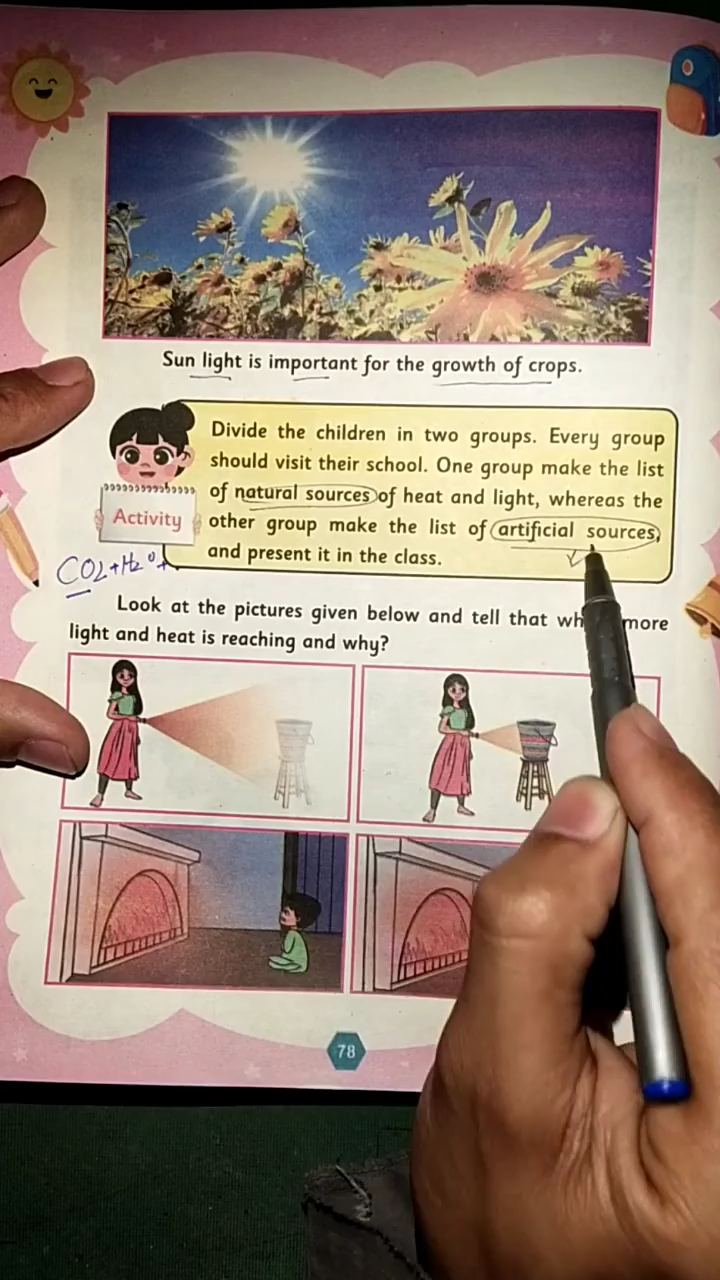 Sun light is important for the growth of crops.
Divide the children in two groups. Every group
should visit their school. One group make the list
of natural sources of heat and light, whereas the
other group make the list of artificial sources,
and present it in the class.
Activity
CO2+H2O+
Look at the pictures given below and tell that more
light and heat is reaching and why?
78